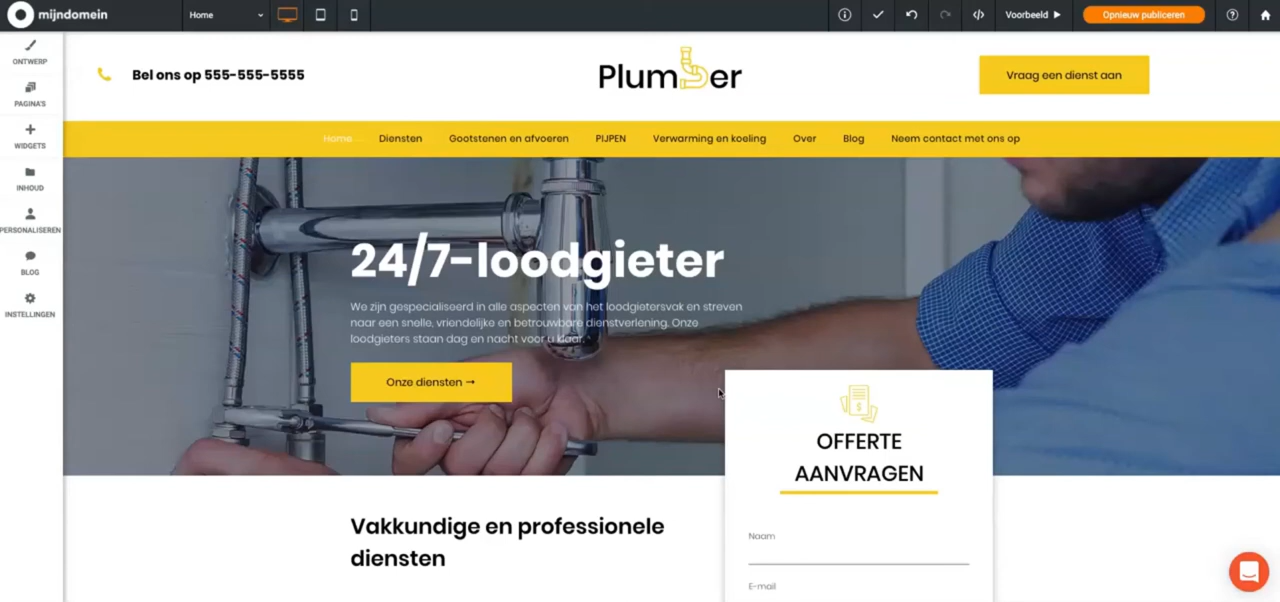 mijndomein
Home
Voorbeeld
Opnieuw publiceren
ONTWERP
PAGINA'S
WIDGETS
INHOUD
PERSONALISEREN
BLOG
INSTELLINGEN
Bel ons op 555-555-5555
Plumber
Vraag een dienst aan
Home
Diensten
Gootstenen en afvoeren
PIJPEN
Verwarming en koeling
Over
Blog
Neem contact met ons op
24/7-loodgieter
We zijn gespecialiseerd in alle aspecten van het loodgietersvak en streven
naar een snelle, vriendelijke en betrouwbare dienstverlening. Onze
loodgieters staan dag en nacht voor u klaar.
Onze diensten →
OFFERTE
AANVRAGEN
Naam
E-mail
Vakkundige en professionele
diensten